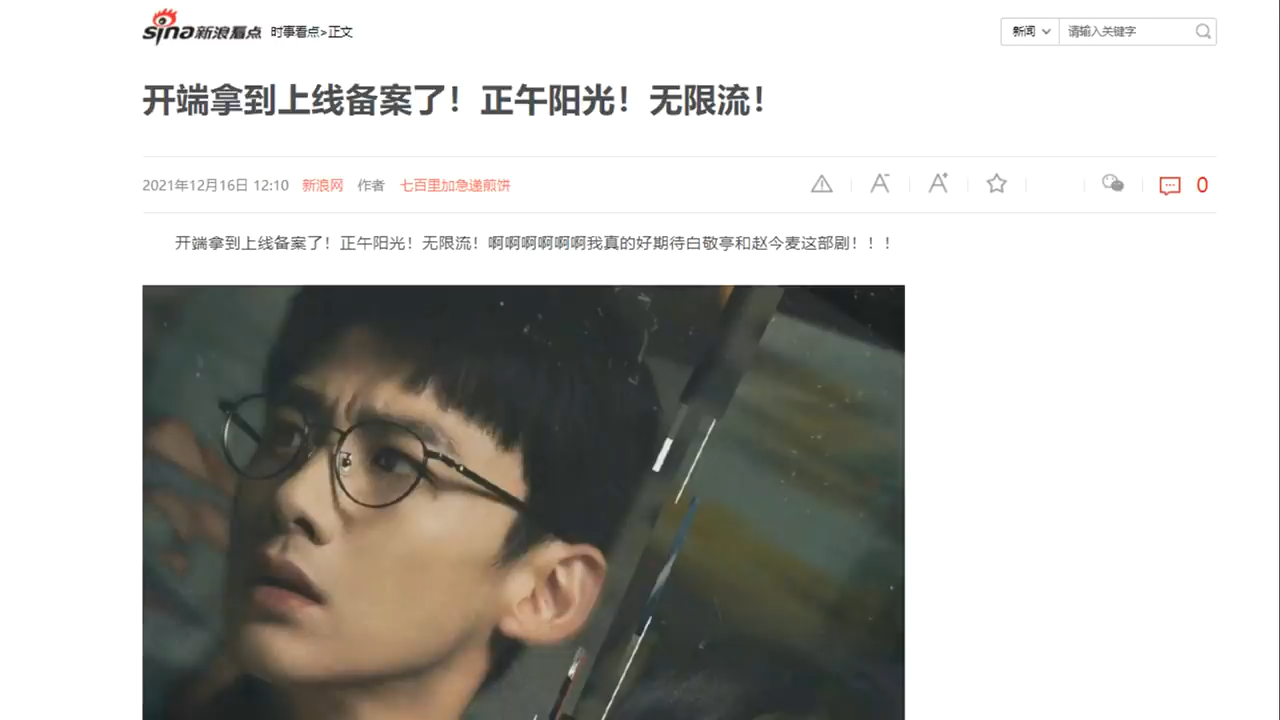 sina新浪看点 时事看点>正文 新闻 请输入关键字
开端拿到上线备案了！正午阳光！无限流！
2021年12月16日 12:10 新浪网 作者 七百里加急递煎饼 A- A+ 0
开端拿到上线备案了！正午阳光！无限流！啊啊啊啊啊啊我真的好期待白敬亭和赵今麦这部剧！！！